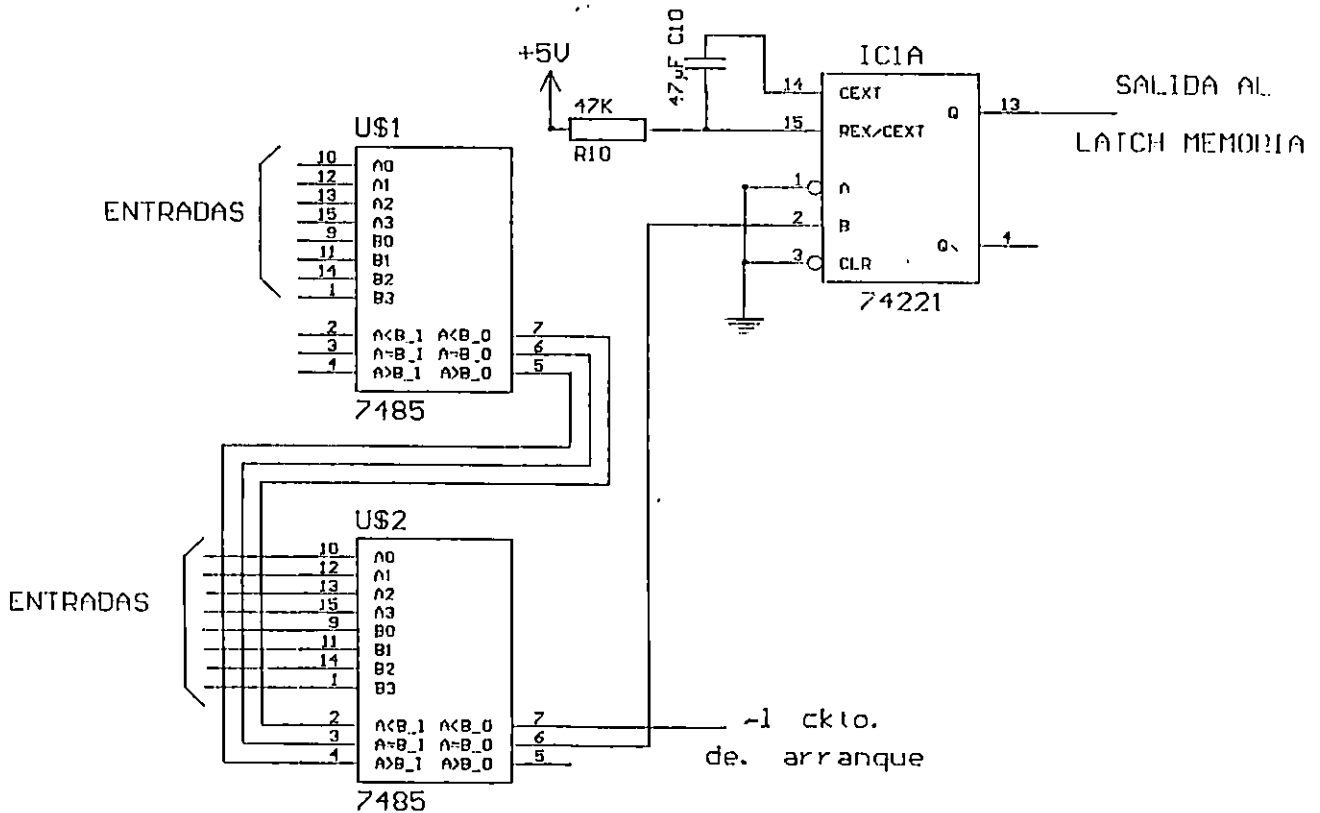 +5V
47K
R10
47µF C10
IC1A
14 CEXT
15 REX/CEXT
1 A
2 B
3 CLR
Q 13
Q\ 4
74221
SALIDA AL
LATCH MEMORIA
U$1
ENTRADAS
10 A0
12 A1
13 A2
15 A3
9 B0
11 B1
14 B2
1 B3
2 A<B_I A<B_O 7
3 A=B_I A=B_O 6
4 A>B_I A>B_O 5
7485
U$2
ENTRADAS
10 A0
12 A1
13 A2
15 A3
9 B0
11 B1
14 B2
1 B3
2 A<B_I A<B_O 7
3 A=B_I A=B_O 6
4 A>B_I A>B_O 5
7485
ckto.
de. arranque